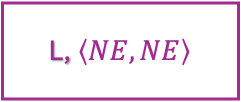 L, ⟨NE, NE⟩